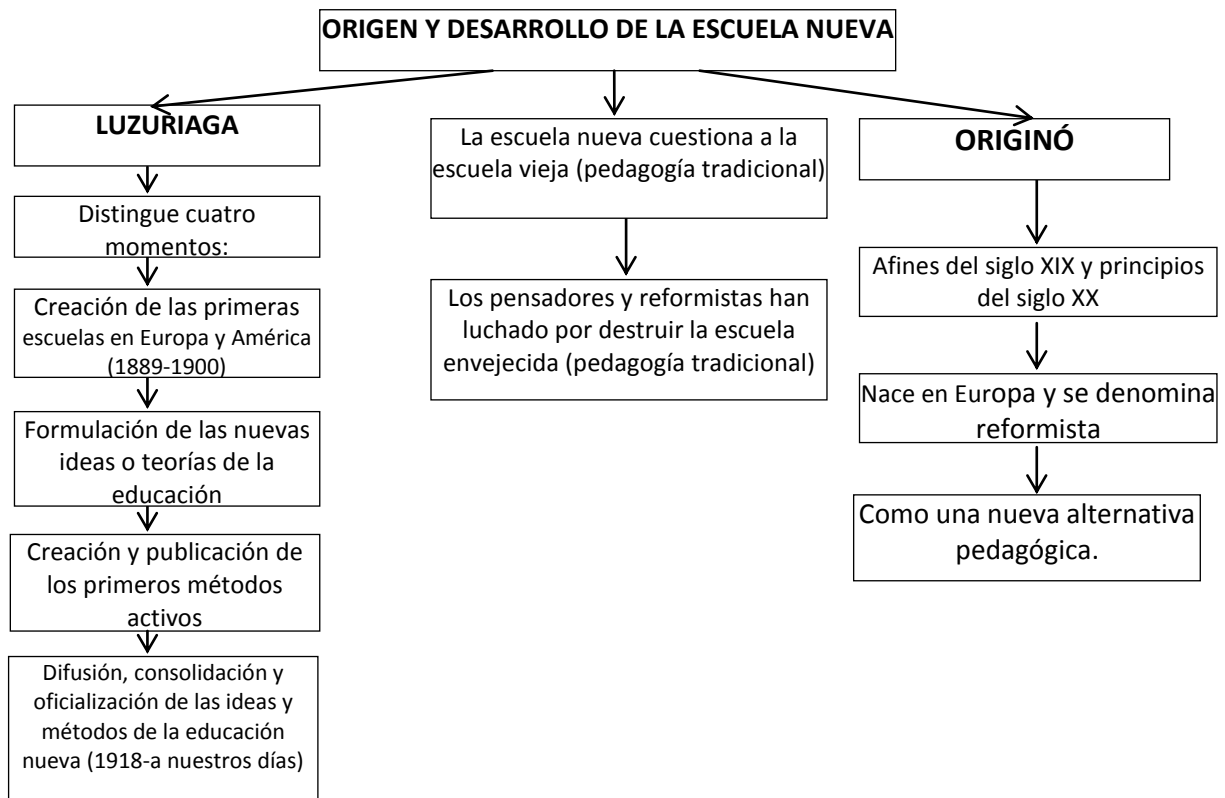 ORIGEN Y DESARROLLO DE LA ESCUELA NUEVA
LUZURIAGA
Distingue cuatro
momentos:
Creación de las primeras
escuelas en Europa y América
(1889-1900)
Formulación de las nuevas
ideas o teorías de la
educación
Creación y publicación de
los primeros métodos
activos
Difusión, consolidación y
oficialización de las ideas y
métodos de la educación
nueva (1918-a nuestros días)
La escuela nueva cuestiona a la
escuela vieja (pedagogía tradicional)
Los pensadores y reformistas han
luchado por destruir la escuela
envejecida (pedagogía tradicional)
ORIGINÓ
Afines del siglo XIX y principios
del siglo XX
Nace en Europa y se denomina
reformista
Como una nueva alternativa
pedagógica.